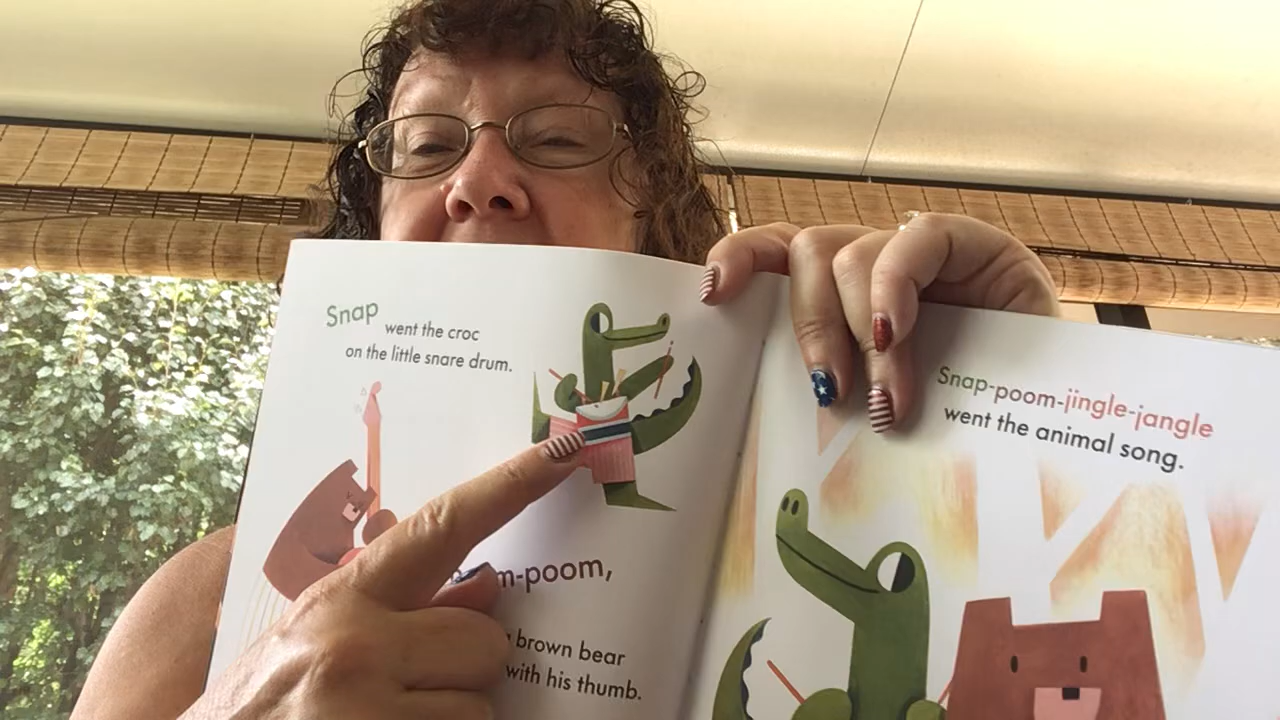 Snap went the croc
on the little snare drum.
m-poom,
brown bear
with his thumb.
Snap-poom-jingle-jangle
went the animal song.